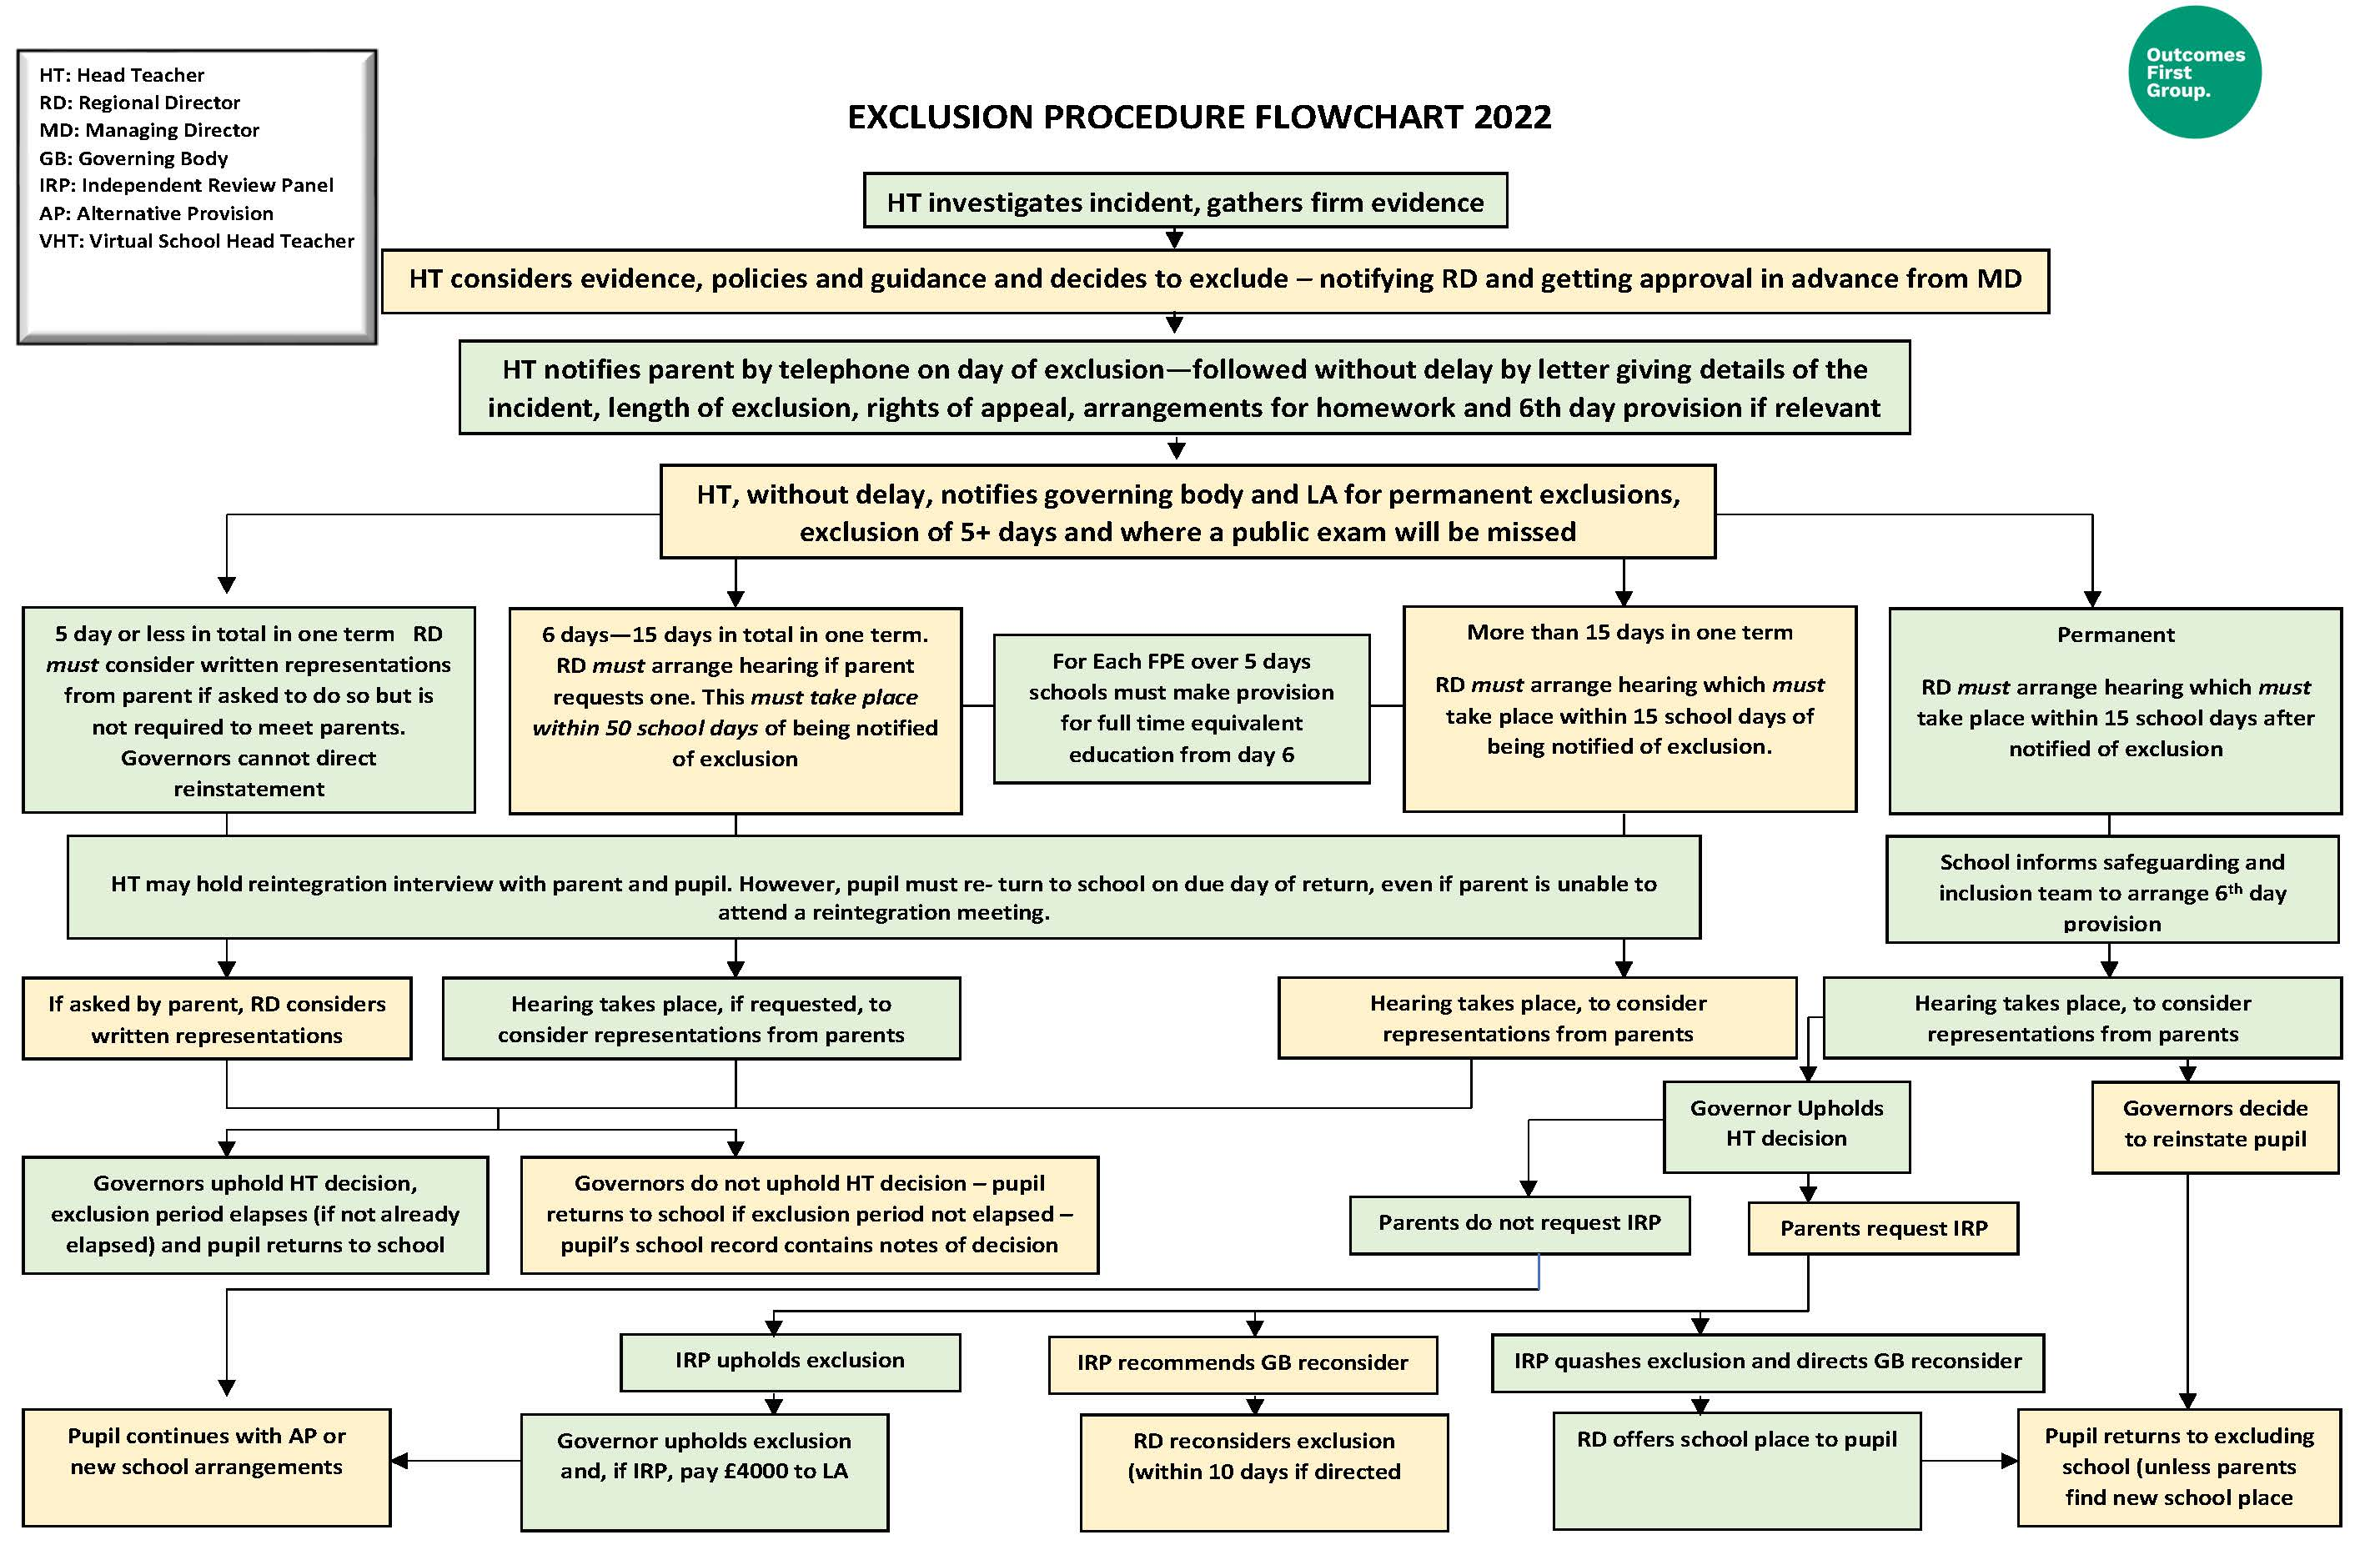 Outcomes
First
Group.
HT: Head Teacher
RD: Regional Director
MD: Managing Director
GB: Governing Body
IRP: Independent Review Panel
AP: Alternative Provision
VHT: Virtual School Head Teacher
EXCLUSION PROCEDURE FLOWCHART 2022
HT investigates incident, gathers firm evidence
HT considers evidence, policies and guidance and decides to exclude – notifying RD and getting approval in advance from MD
HT notifies parent by telephone on day of exclusion—followed without delay by letter giving details of the
incident, length of exclusion, rights of appeal, arrangements for homework and 6th day provision if relevant
HT, without delay, notifies governing body and LA for permanent exclusions,
exclusion of 5+ days and where a public exam will be missed
5 day or less in total in one term RD
must consider written representations
from parent if asked to do so but is
not required to meet parents.
Governors cannot direct
reinstatement
6 days—15 days in total in one term.
RD must arrange hearing if parent
requests one. This must take place
within 50 school days of being notified
of exclusion
For Each FPE over 5 days
schools must make provision
for full time equivalent
education from day 6
More than 15 days in one term
RD must arrange hearing which must
take place within 15 school days of
being notified of exclusion.
Permanent
RD must arrange hearing which must
take place within 15 school days after
notified of exclusion
HT may hold reintegration interview with parent and pupil. However, pupil must re- turn to school on due day of return, even if parent is unable to
attend a reintegration meeting.
School informs safeguarding and
inclusion team to arrange 6th day
provision
If asked by parent, RD considers
written representations
Hearing takes place, if requested, to
consider representations from parents
Hearing takes place, to consider
representations from parents
Hearing takes place, to consider
representations from parents
Governor Upholds
HT decision
Governors decide
to reinstate pupil
Governors uphold HT decision,
exclusion period elapses (if not already
elapsed) and pupil returns to school
Governors do not uphold HT decision – pupil
returns to school if exclusion period not elapsed –
pupil’s school record contains notes of decision
Parents do not request IRP
Parents request IRP
IRP upholds exclusion
IRP recommends GB reconsider
IRP quashes exclusion and directs GB reconsider
Pupil continues with AP or
new school arrangements
Governor upholds exclusion
and, if IRP, pay £4000 to LA
RD reconsiders exclusion
(within 10 days if directed
RD offers school place to pupil
Pupil returns to excluding
school (unless parents
find new school place